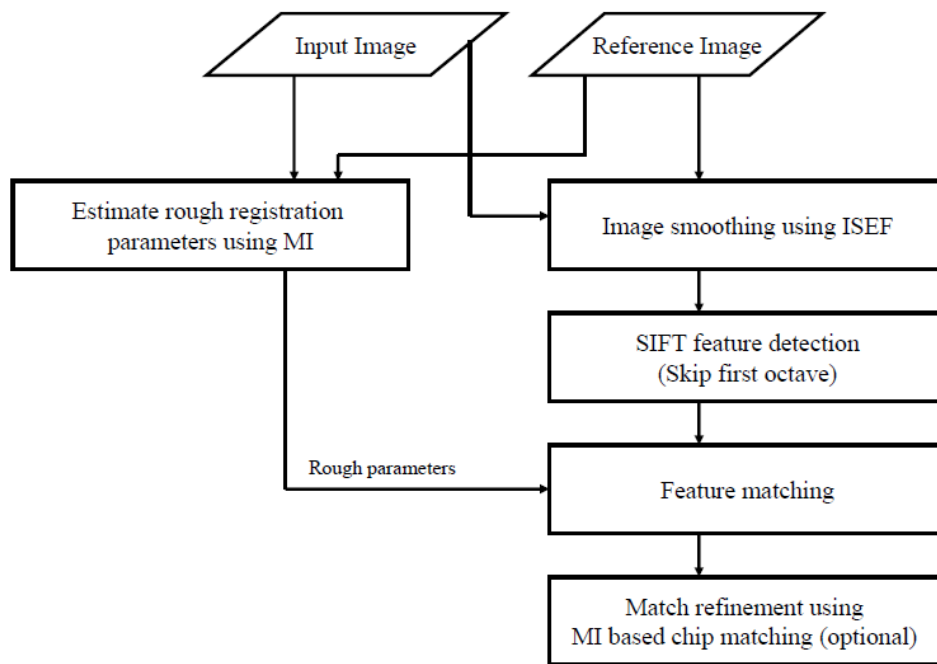 Input Image
Reference Image
Estimate rough registration
parameters using MI
Image smoothing using ISEF
SIFT feature detection
(Skip first octave)
Rough parameters
Feature matching
Match refinement using
MI based chip matching (optional)